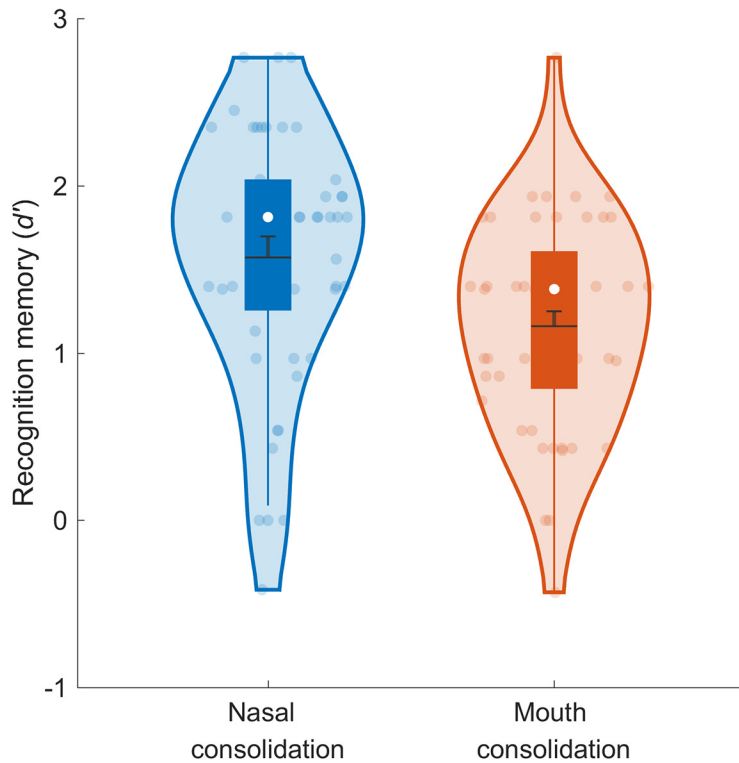 3
2
1
0
-1
Recognition memory (d′)
Nasal
consolidation
Mouth
consolidation